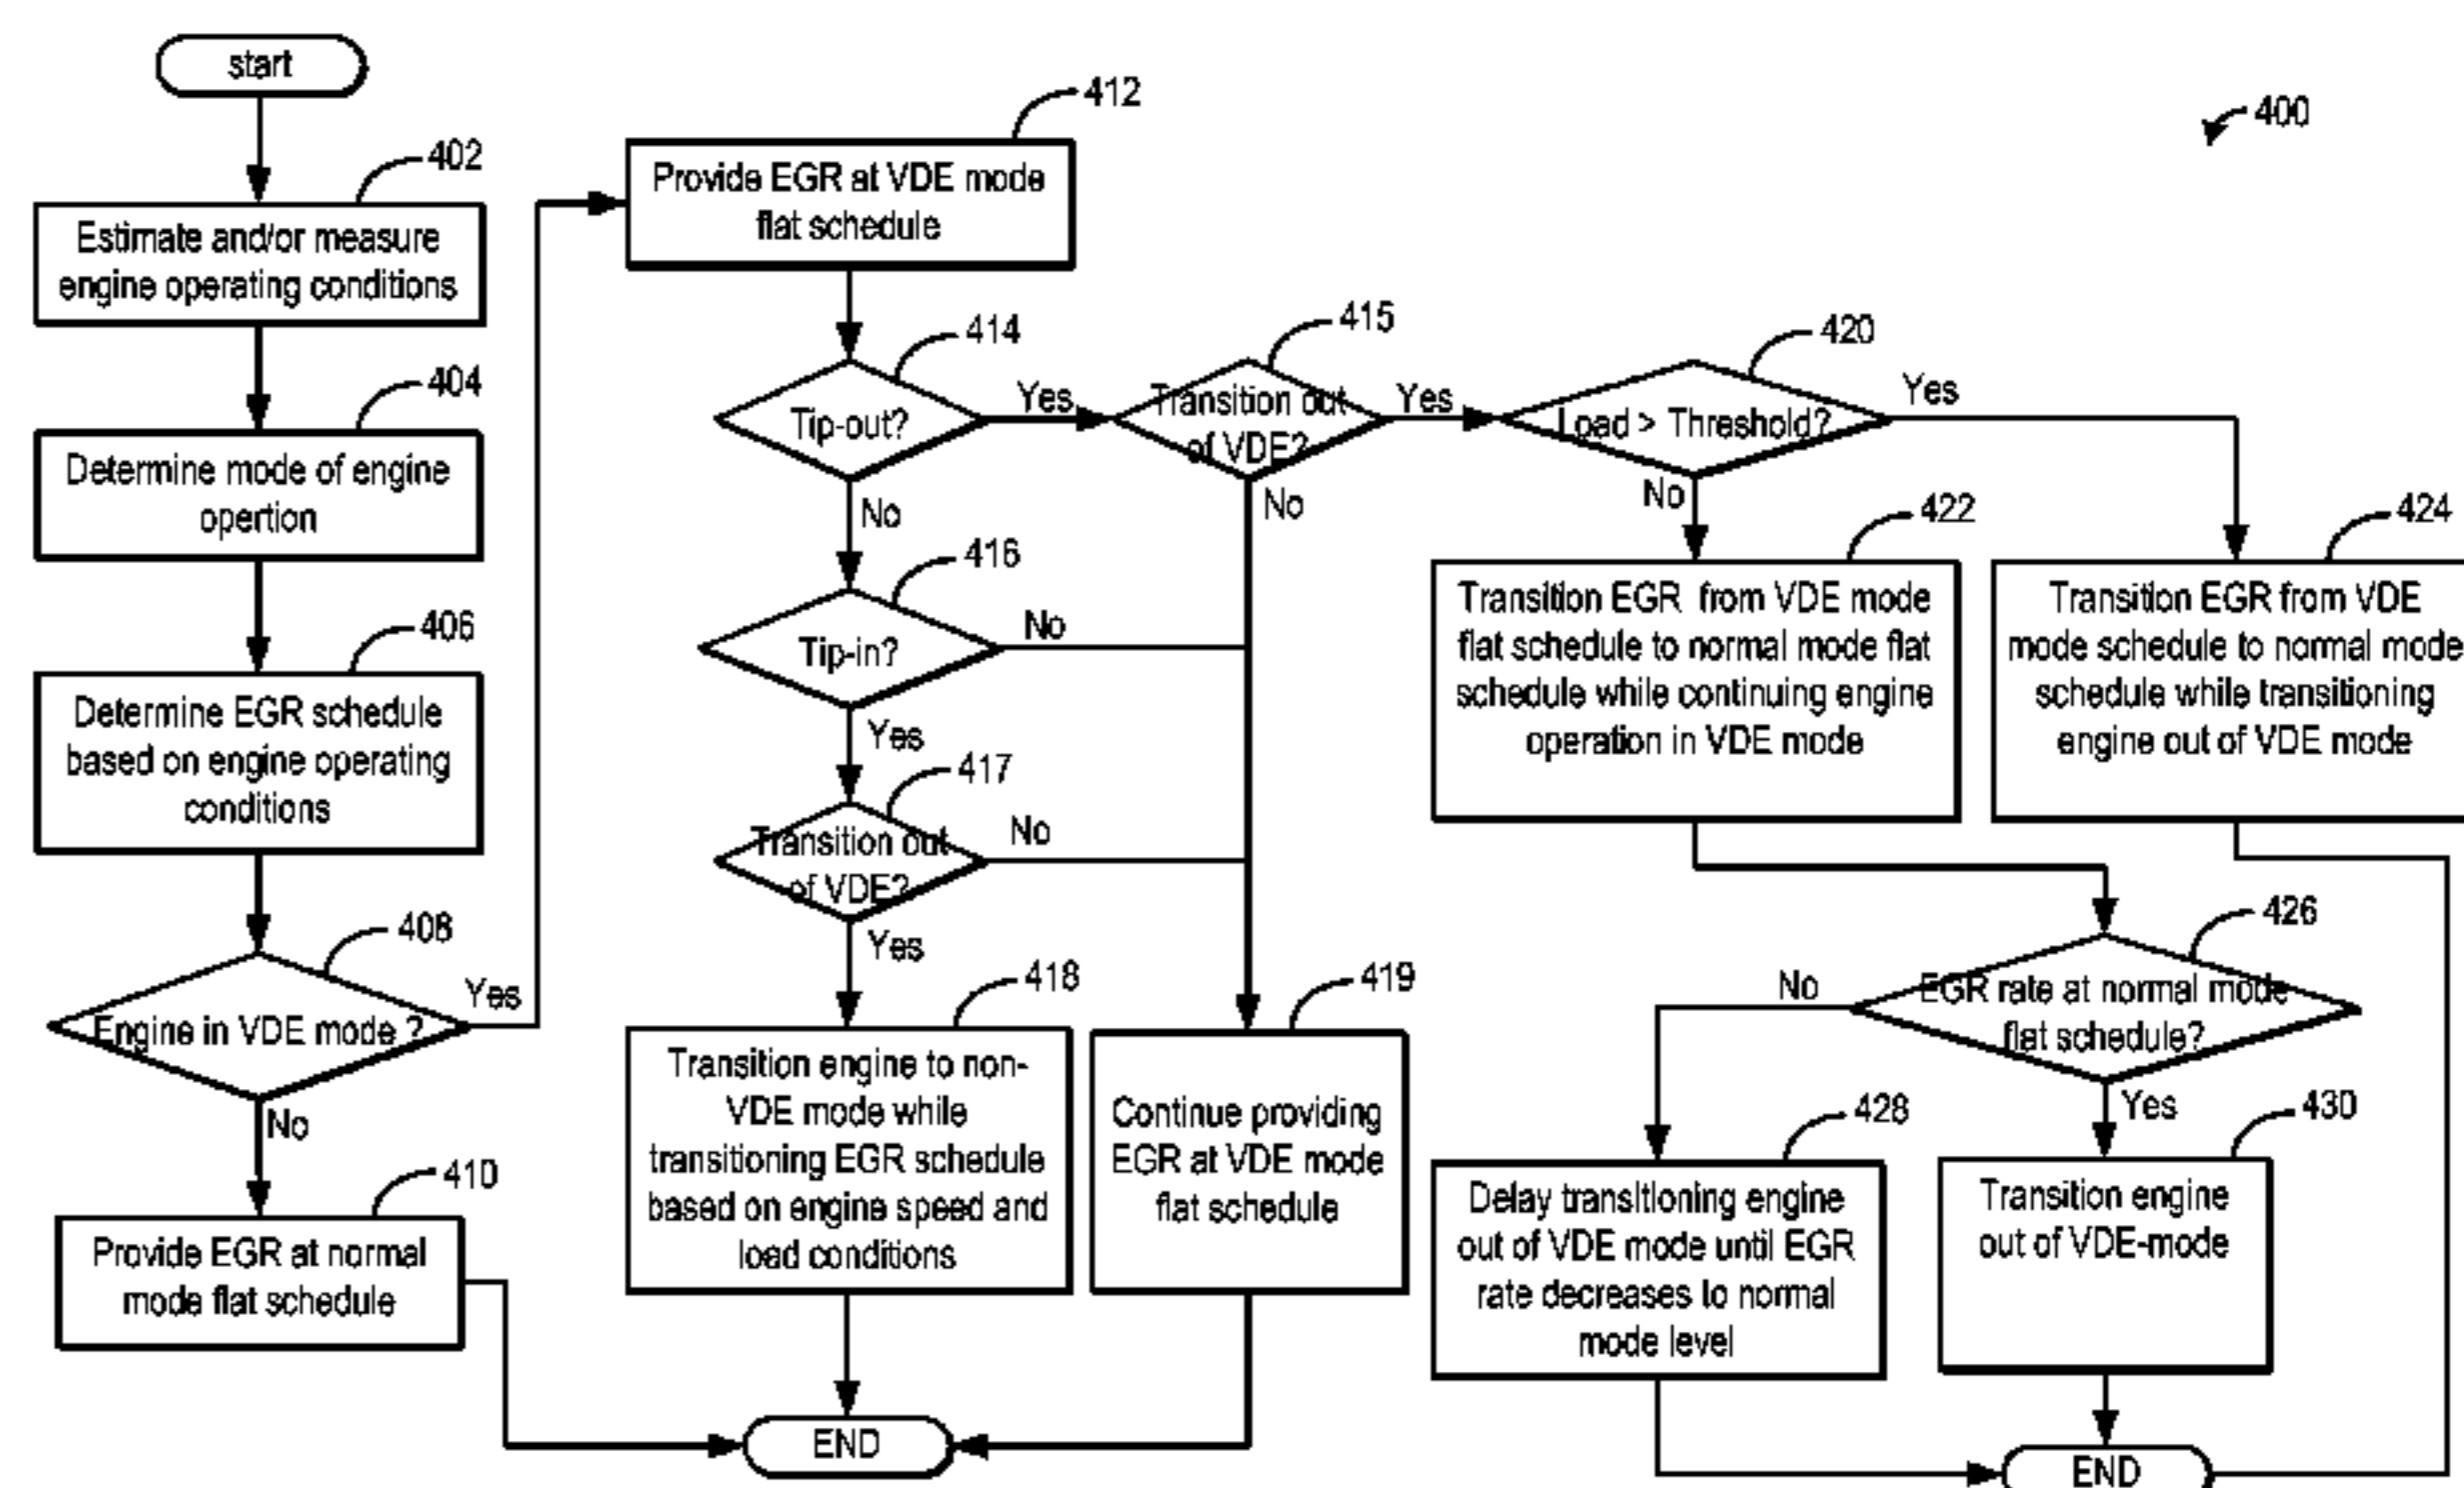 start
402
Estimate and/or measure
engine operating conditions
404
Determine mode of engine
opertion
406
Determine EGR schedule
based on engine operating
conditions
408
Engine in VDE mode ?
Yes
No
410
Provide EGR at normal
mode flat schedule
412
Provide EGR at VDE mode
flat schedule
414
Tip-out?
Yes
No
415
Transition out
of VDE?
Yes
No
416
Tip-in?
No
Yes
417
Transition out
of VDE?
No
Yes
418
Transition engine to non-
VDE mode while
transitioning EGR schedule
based on engine speed and
load conditions
419
Continue providing
EGR at VDE mode
flat schedule
END
400
420
Load > Threshold?
Yes
No
422
Transition EGR from VDE mode
flat schedule to normal mode flat
schedule while continuing engine
operation in VDE mode
424
Transition EGR from VDE
mode schedule to normal mode
schedule while transitioning
engine out of VDE mode
426
EGR rate at normal mode
flat schedule?
No
Yes
428
Delay transitioning engine
out of VDE mode until EGR
rate decreases to normal
mode level
430
Transition engine
out of VDE-mode
END